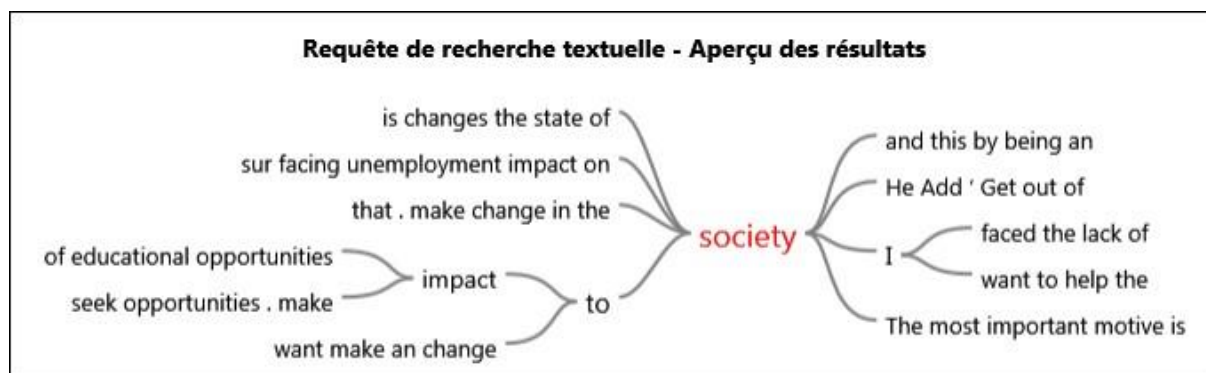 Requête de recherche textuelle - Aperçu des résultats
is changes the state of
sur facing unemployment impact on
that . make change in the
of educational opportunities
seek opportunities . make
impact
want make an change
to
society
and this by being an
He Add ' Get out of
I
faced the lack of
want to help the
The most important motive is